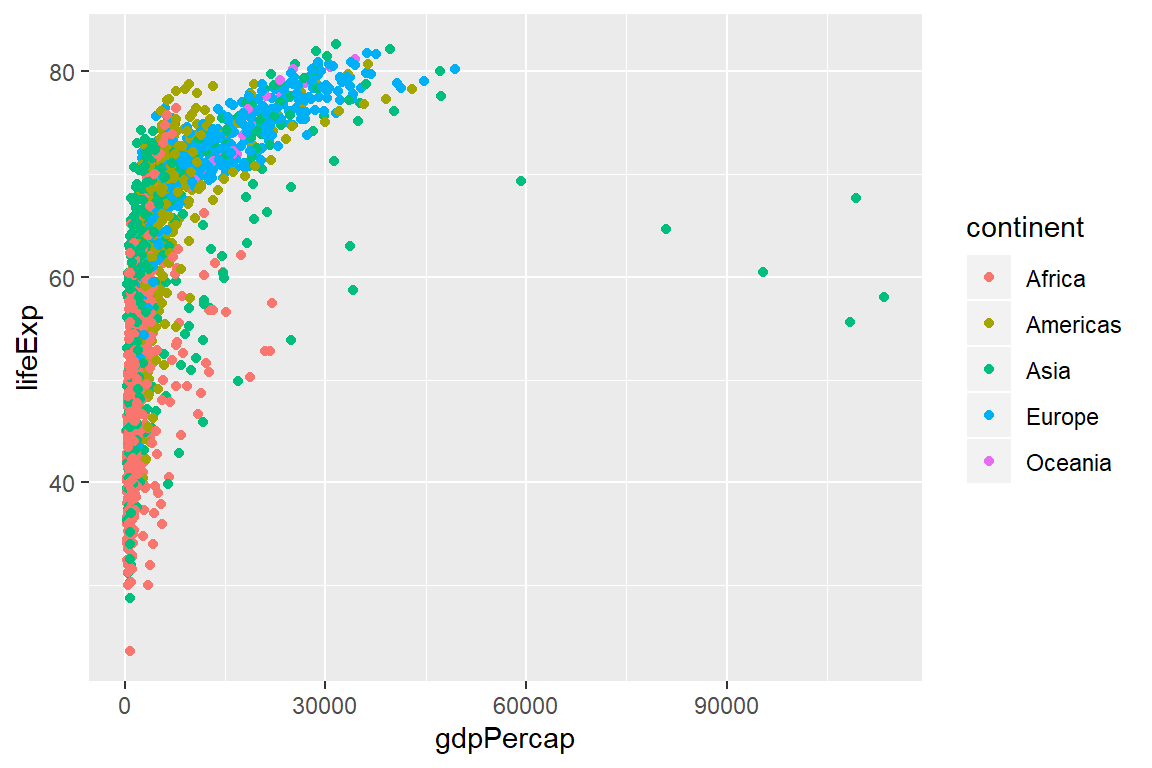 80
60
40
lifeExp
0 30000 60000 90000
gdpPercap
continent
Africa
Americas
Asia
Europe
Oceania